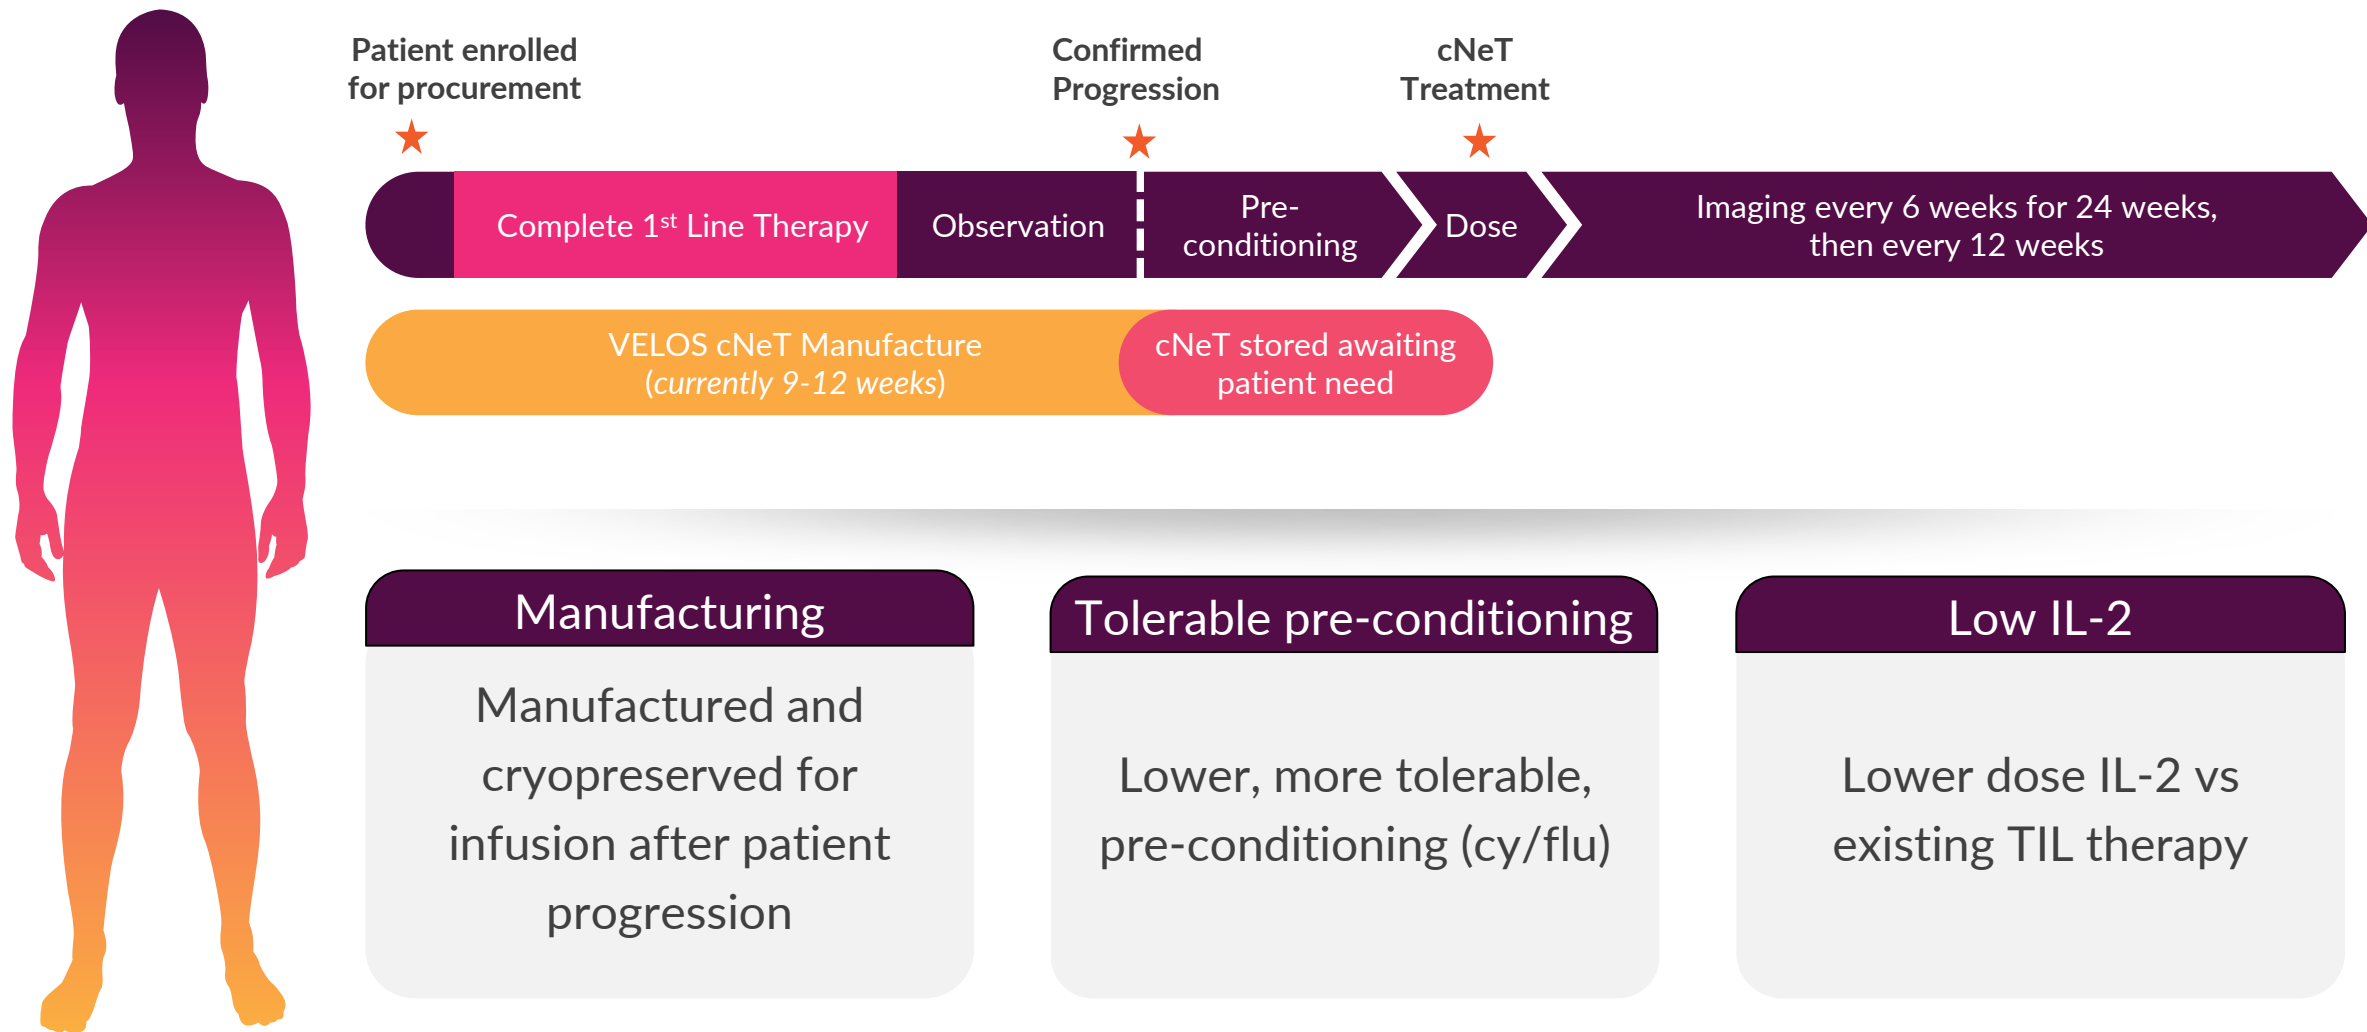 Patient enrolled
for procurement
Confirmed
Progression
cNeT
Treatment
Complete 1st Line Therapy
Observation
Pre-
conditioning
Dose
Imaging every 6 weeks for 24 weeks,
then every 12 weeks
VELOS cNeT Manufacture
(currently 9-12 weeks)
cNeT stored awaiting
patient need
Manufacturing
Manufactured and
cryopreserved for
infusion after patient
progression
Tolerable pre-conditioning
Lower, more tolerable,
pre-conditioning (cy/flu)
Low IL-2
Lower dose IL-2 vs
existing TIL therapy